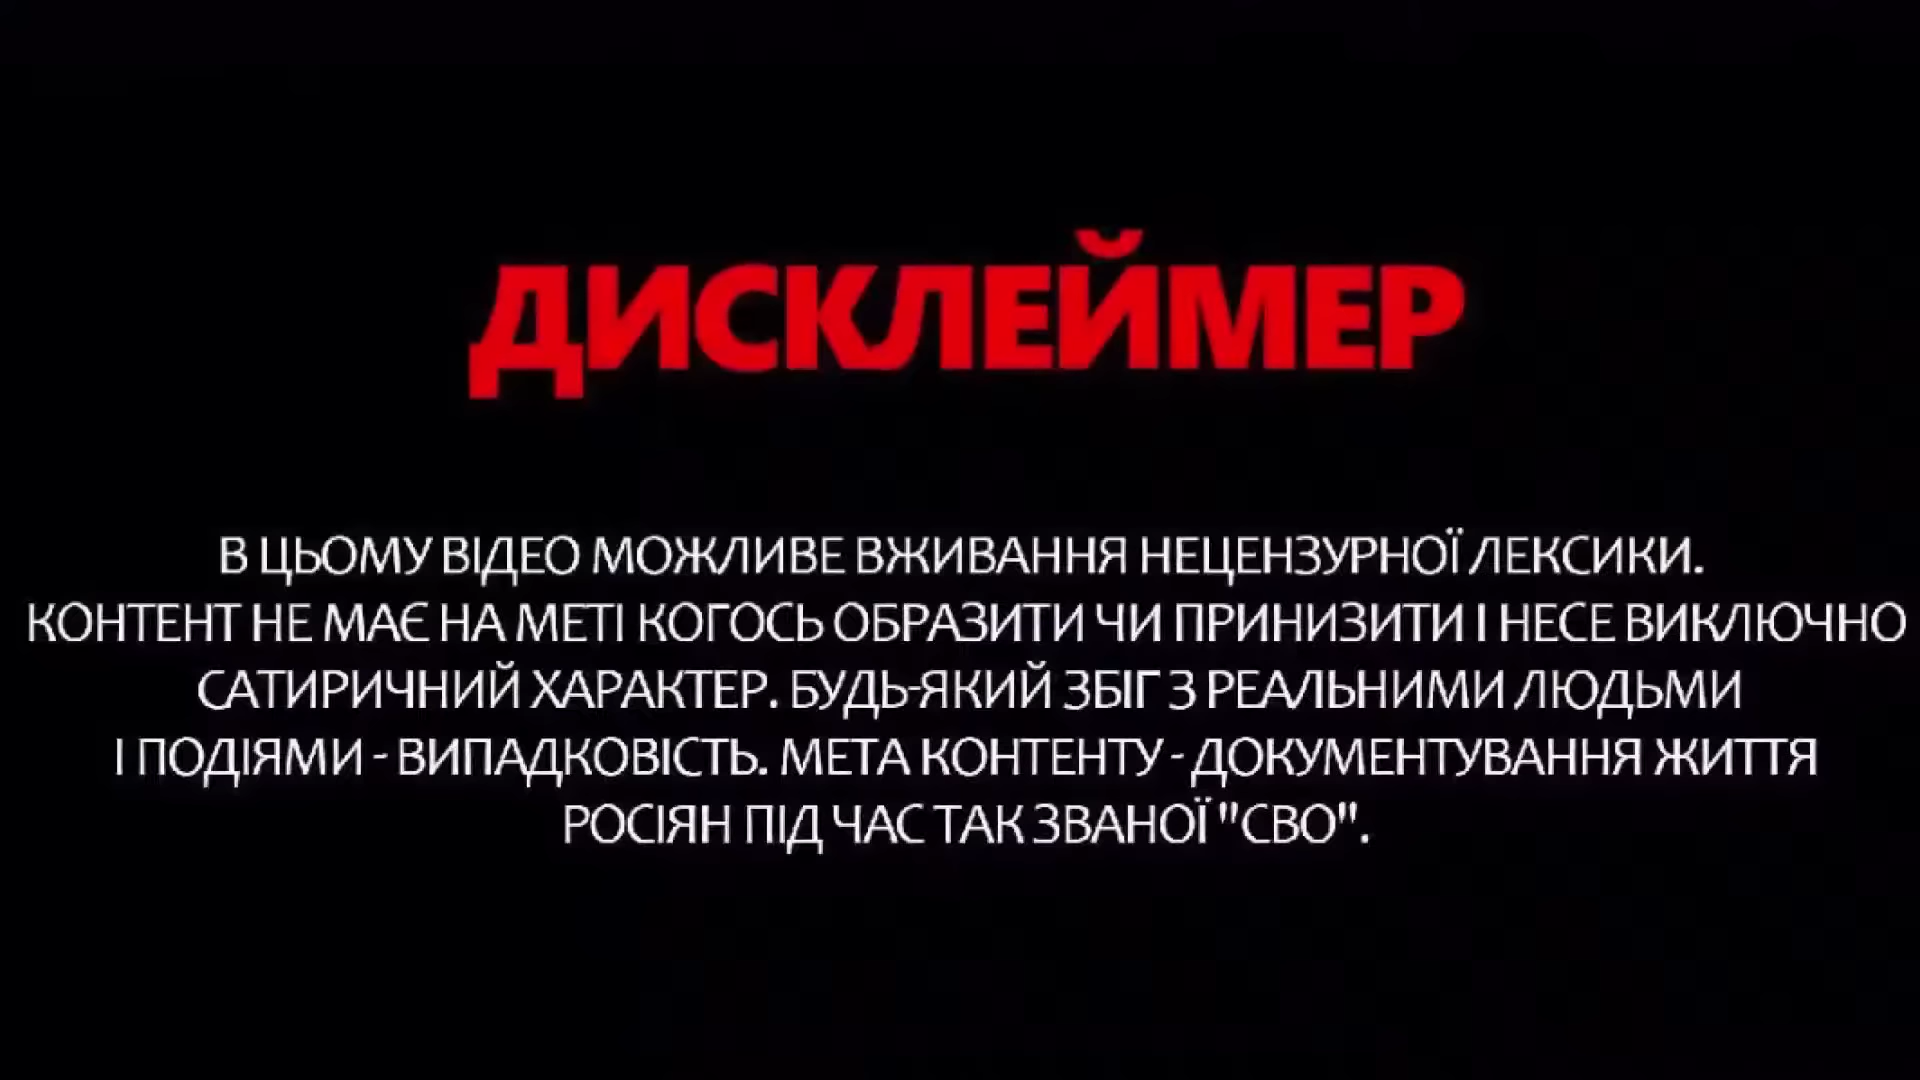 ДИСКЛЕЙМЕР
В ЦЬОМУ ВІДЕО МОЖЛИВЕ ВЖИВАННЯ НЕЦЕНЗУРНОЇ ЛЕКСИКИ.
КОНТЕНТ НЕ МАЄ НА МЕТІ КОГОСЬ ОБРАЗИТИ ЧИ ПРИНИЗИТИ І НЕСЕ ВИКЛЮЧНО
САТИРИЧНИЙ ХАРАКТЕР. БУДЬ-ЯКИЙ ЗБІГ З РЕАЛЬНИМИ ЛЮДЬМИ
І ПОДІЯМИ - ВИПАДКОВІСТЬ. МЕТА КОНТЕНТУ - ДОКУМЕНТУВАННЯ ЖИТТЯ
РОСІЯН ПІД ЧАС ТАК ЗВАНОЇ "СВО".